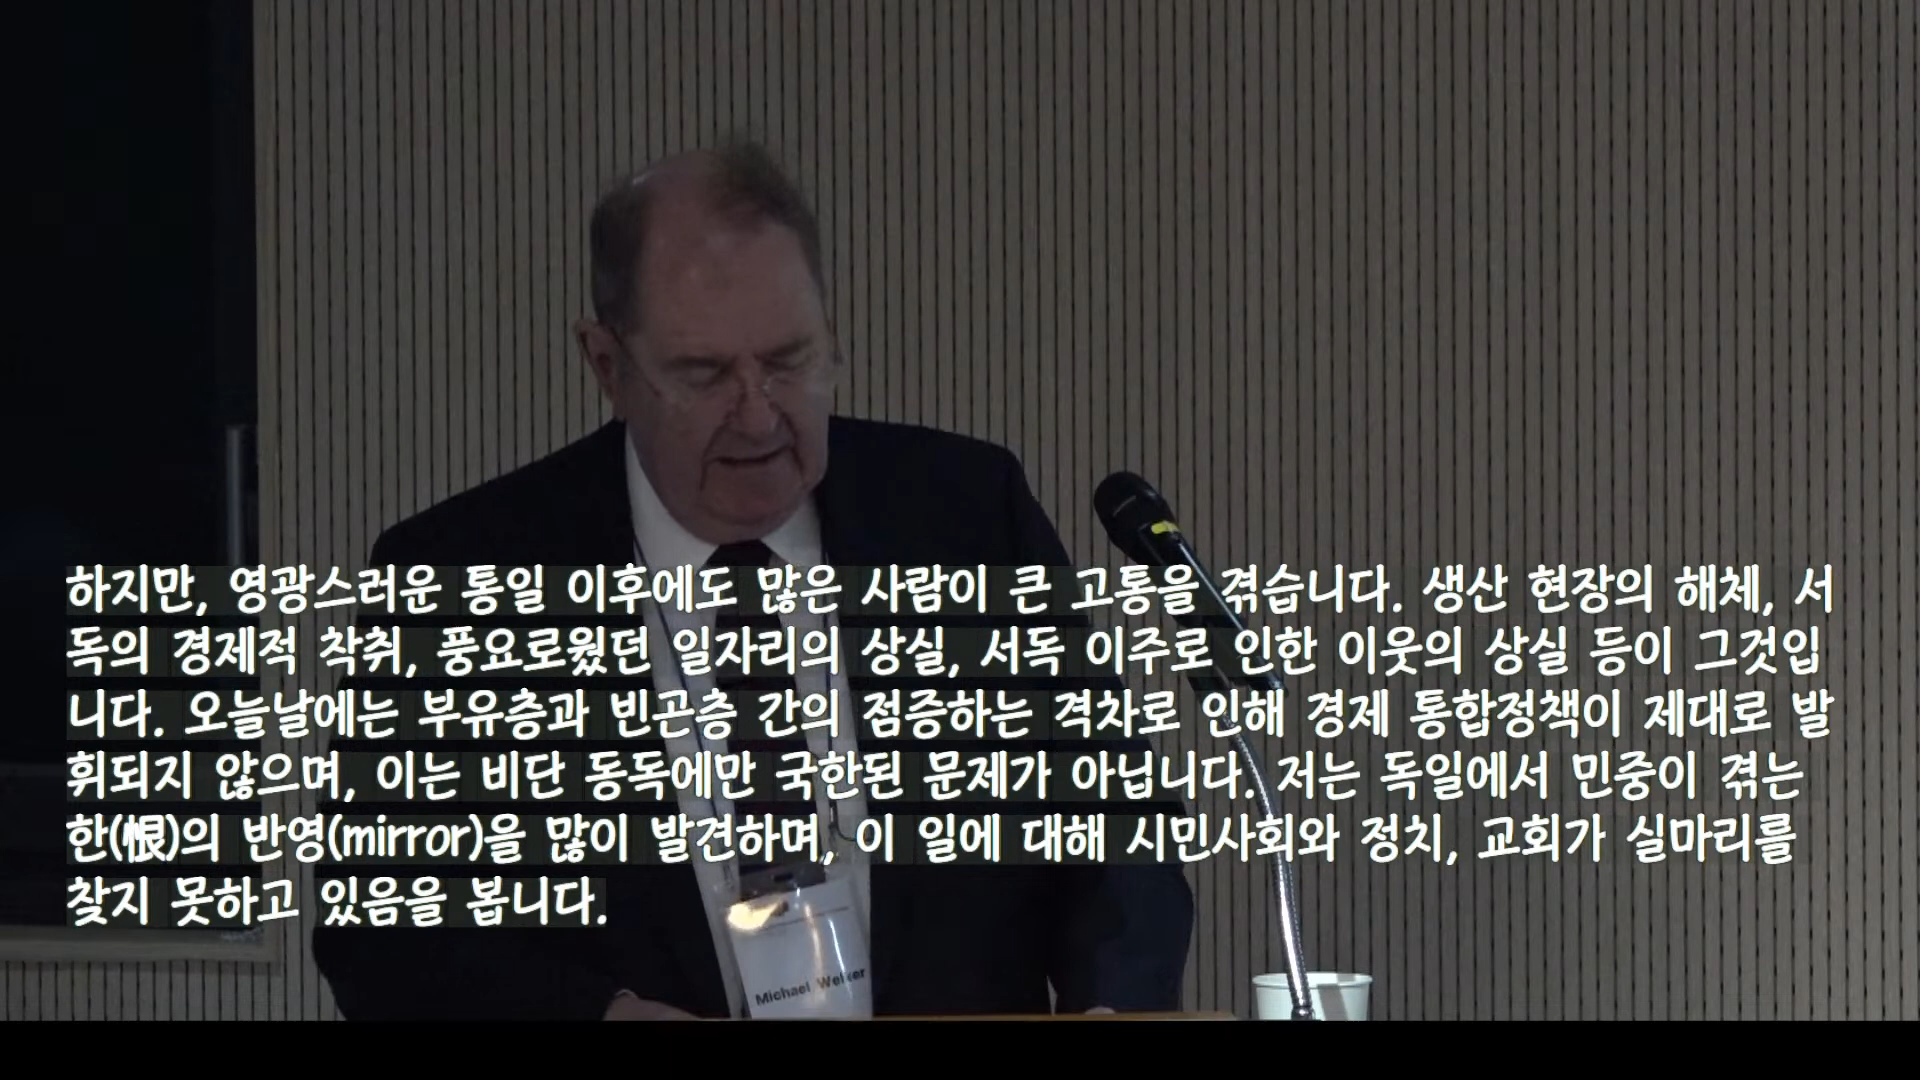 하지만, 영광스러운 통일 이후에도 많은 사람이 큰 고통을 겪습니다. 생산 현장의 해체, 서
독의 경제적 착취, 풍요로웠던 일자리의 상실, 서독 이주로 인한 이웃의 상실 등이 그것입
니다. 오늘날에는 부유층과 빈곤층 간의 점증하는 격차로 인해 경제 통합정책이 제대로 발
휘되지 않으며, 이는 비단 동독에만 국한된 문제가 아닙니다. 저는 독일에서 민중이 겪는
한(恨)의 반영(mirror)을 많이 발견하며, 이 일에 대해 시민사회와 정치, 교회가 실마리를
찾지 못하고 있음을 봅니다.
Michael Welker